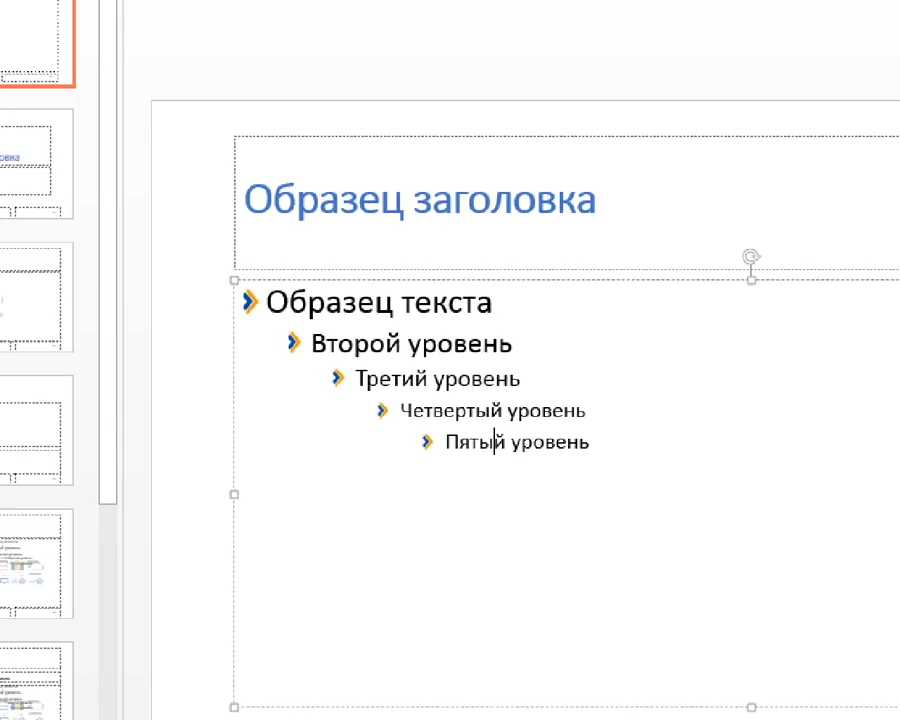 Образец заголовка
Образец текста
Второй уровень
Третий уровень
Четвертый уровень
Пятый уровень